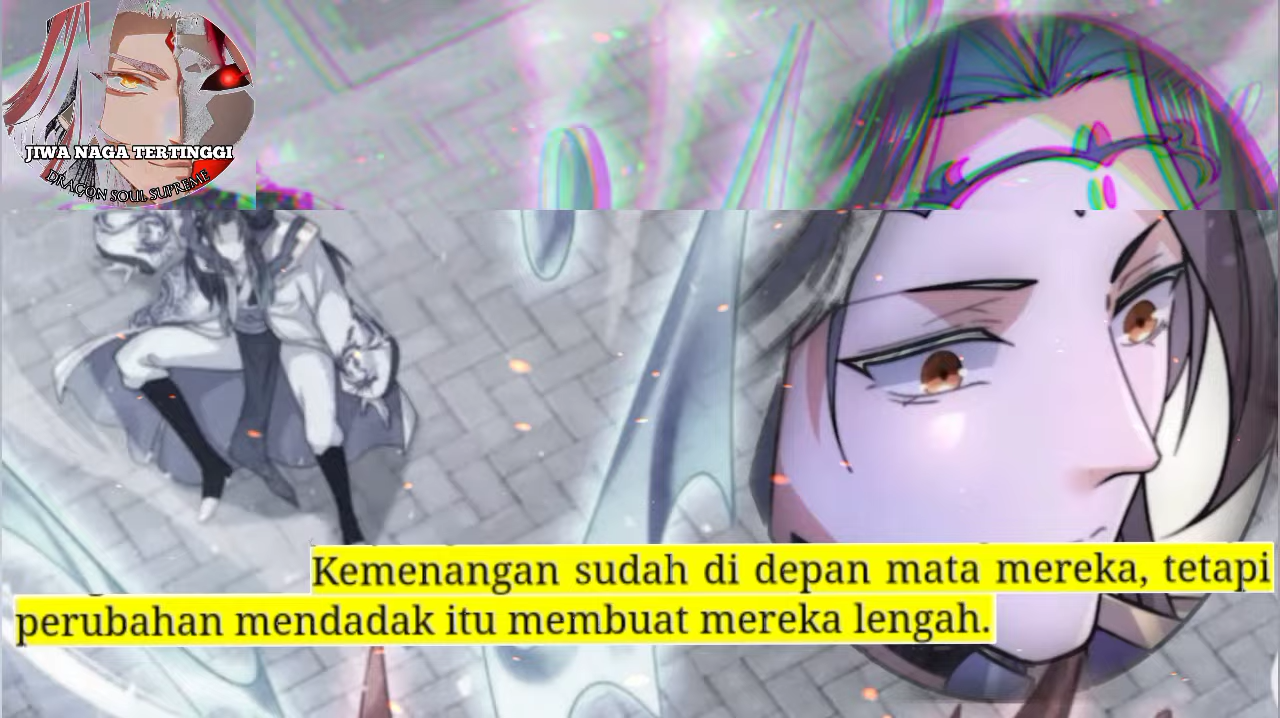 JIWA NAGA TERTINGGI
DRAGON SOUL SUPREME
Kemenangan sudah di depan mata mereka, tetapi
perubahan mendadak itu membuat mereka lengah.